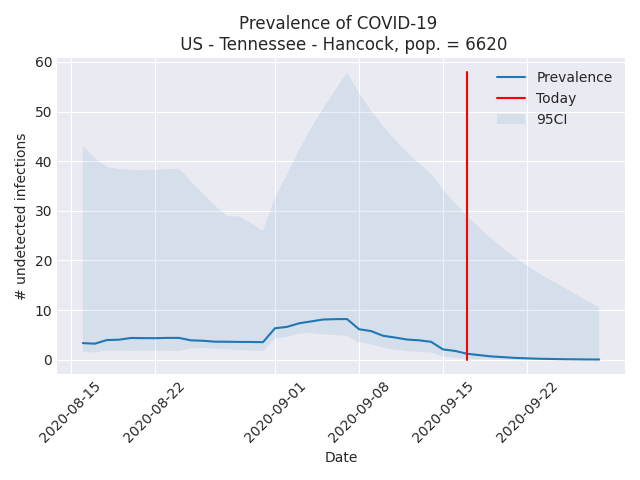 Prevalence of COVID-19
US - Tennessee - Hancock, pop. = 6620
60
50
40
30
20
10
0
# undetected infections
Prevalence
Today
95CI
2020-08-15
2020-08-22
2020-09-01
2020-09-08
2020-09-15
2020-09-22
Date